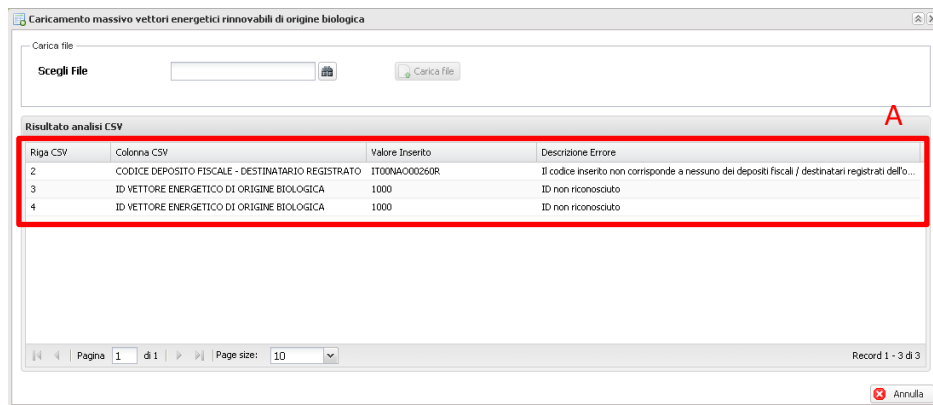 Caricamento massivo vettori energetici rinnovabili di origine biologica
Carica file
Scegli File
Carica file
A
Risultato analisi CSV
Riga CSV Colonna CSV Valore Inserito Descrizione Errore
2 CODICE DEPOSITO FISCALE - DESTINATARIO REGISTRATO IT00NAO00260R Il codice inserito non corrisponde a nessuno dei depositi fiscali / destinatari registrati dell'o...
3 ID VETTORE ENERGETICO DI ORIGINE BIOLOGICA 1000 ID non riconosciuto
4 ID VETTORE ENERGETICO DI ORIGINE BIOLOGICA 1000 ID non riconosciuto
Pagina 1 di 1 Page size: 10 Record 1 - 3 di 3
Annulla